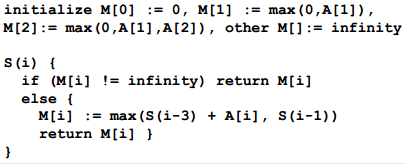 initialize M[0] := 0, M[1] := max(0,A[1]),
M[2]:= max(0,A[1],A[2]), other M[]:= infinity
S(i) {
if (M[i] != infinity) return M[i]
else {
M[i] := max(S(i-3) + A[i], S(i-1))
return M[i] }
}